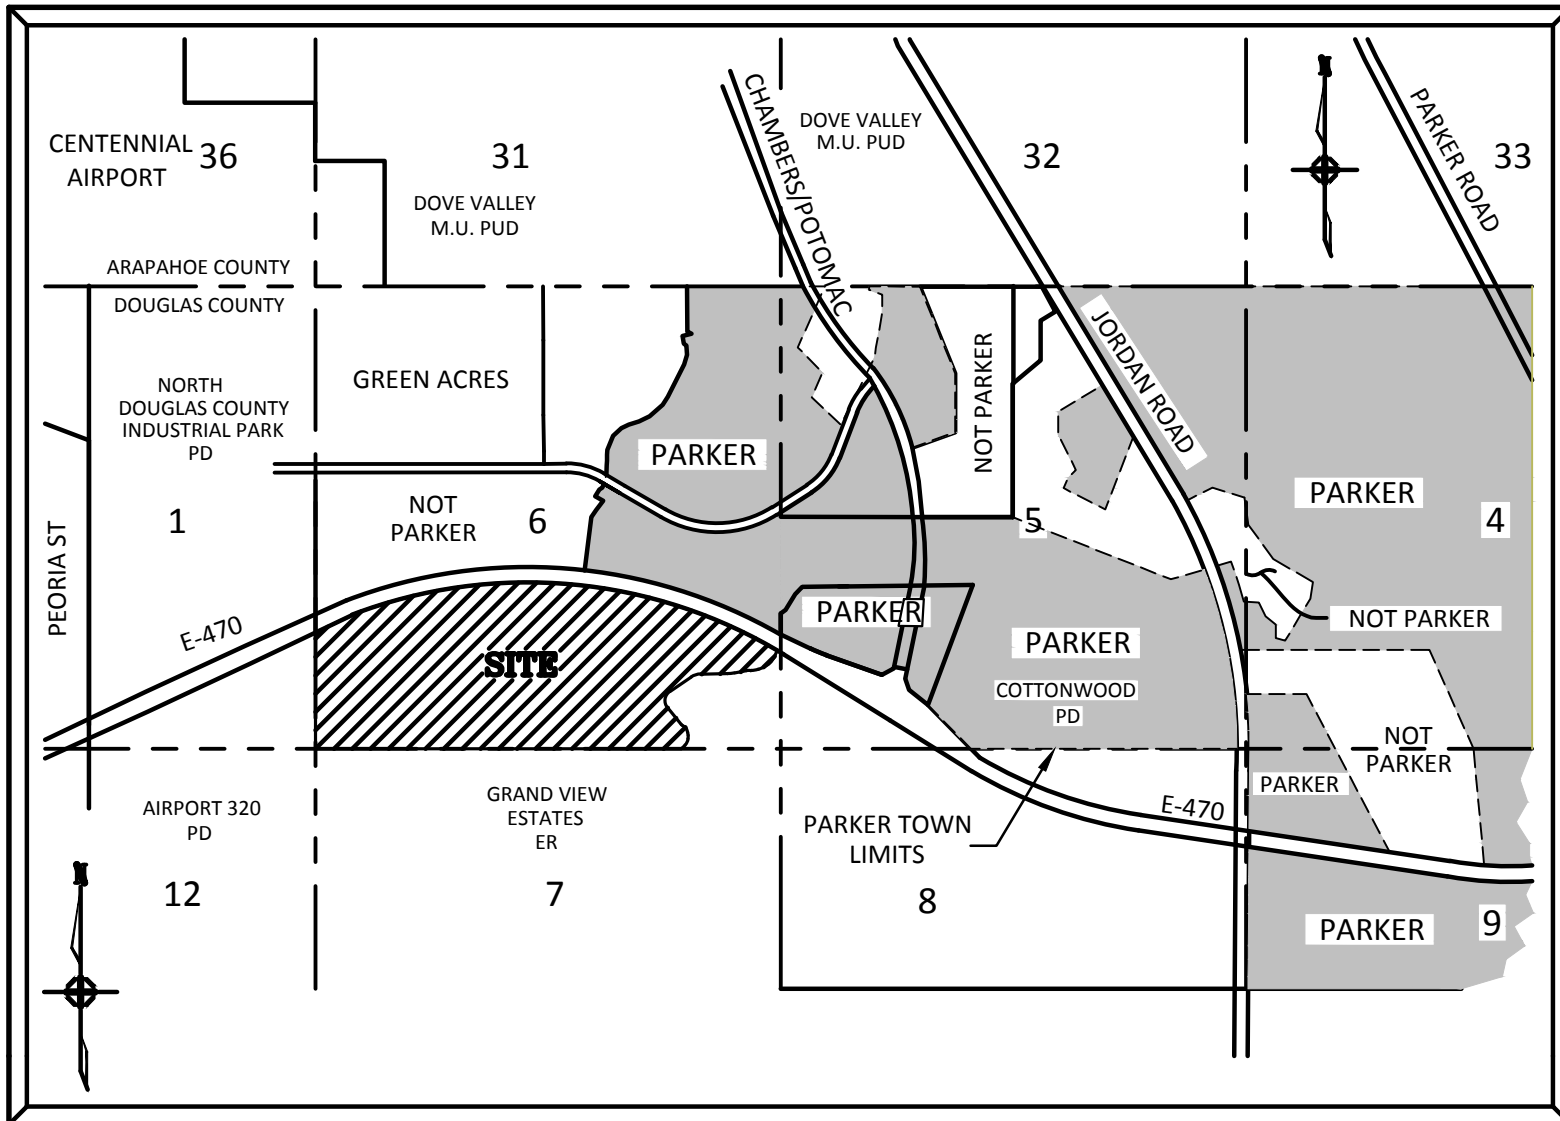 N
CENTENNIAL
AIRPORT
36
31
DOVE VALLEY
M.U. PUD
CHAMBERS/POTOMAC
DOVE VALLEY
M.U. PUD
32
PARKER ROAD
33
ARAPAHOE COUNTY
DOUGLAS COUNTY
NORTH
DOUGLAS COUNTY
INDUSTRIAL PARK
PD
GREEN ACRES
PARKER
NOT PARKER
JORDAN ROAD
PARKER
PEORIA ST
1
NOT
PARKER
6
5
4
E-470
SITE
PARKER
PARKER
COTTONWOOD
PD
NOT PARKER
NOT
PARKER
PARKER
AIRPORT 320
PD
GRAND VIEW
ESTATES
ER
PARKER TOWN
LIMITS
E-470
N
12
7
8
PARKER
9